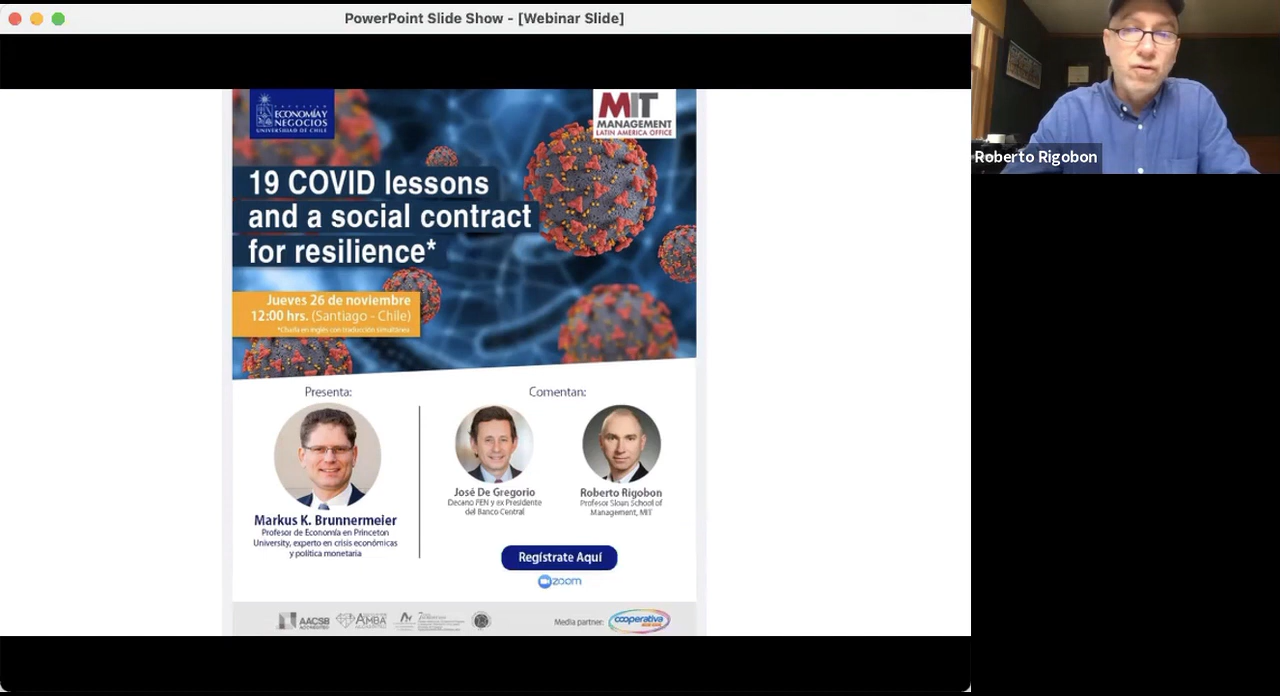 PowerPoint Slide Show - [Webinar Slide]
ECONOMÍA Y
NEGOCIOS
UNIVERSIDAD DE CHILE
MIT
MANAGEMENT
LATIN AMERICA OFFICE
Roberto Rigobon
19 COVID lessons
and a social contract
for resilience*
Jueves 26 de noviembre
12:00 hrs. (Santiago - Chile)
*Charla en inglés con traducción simultánea
Presenta:
Comentan:
Markus K. Brunnermeier
Profesor de Economía en Princeton
University, experto en crisis económicas
y política monetaria
José De Gregorio
Decano FEN y ex Presidente
del Banco Central
Roberto Rigobon
Profesor Sloan School of
Management, MIT
Regístrate Aquí
zoom
AACSB
ACCREDITED
AMBA
Media partner:
cooperativa